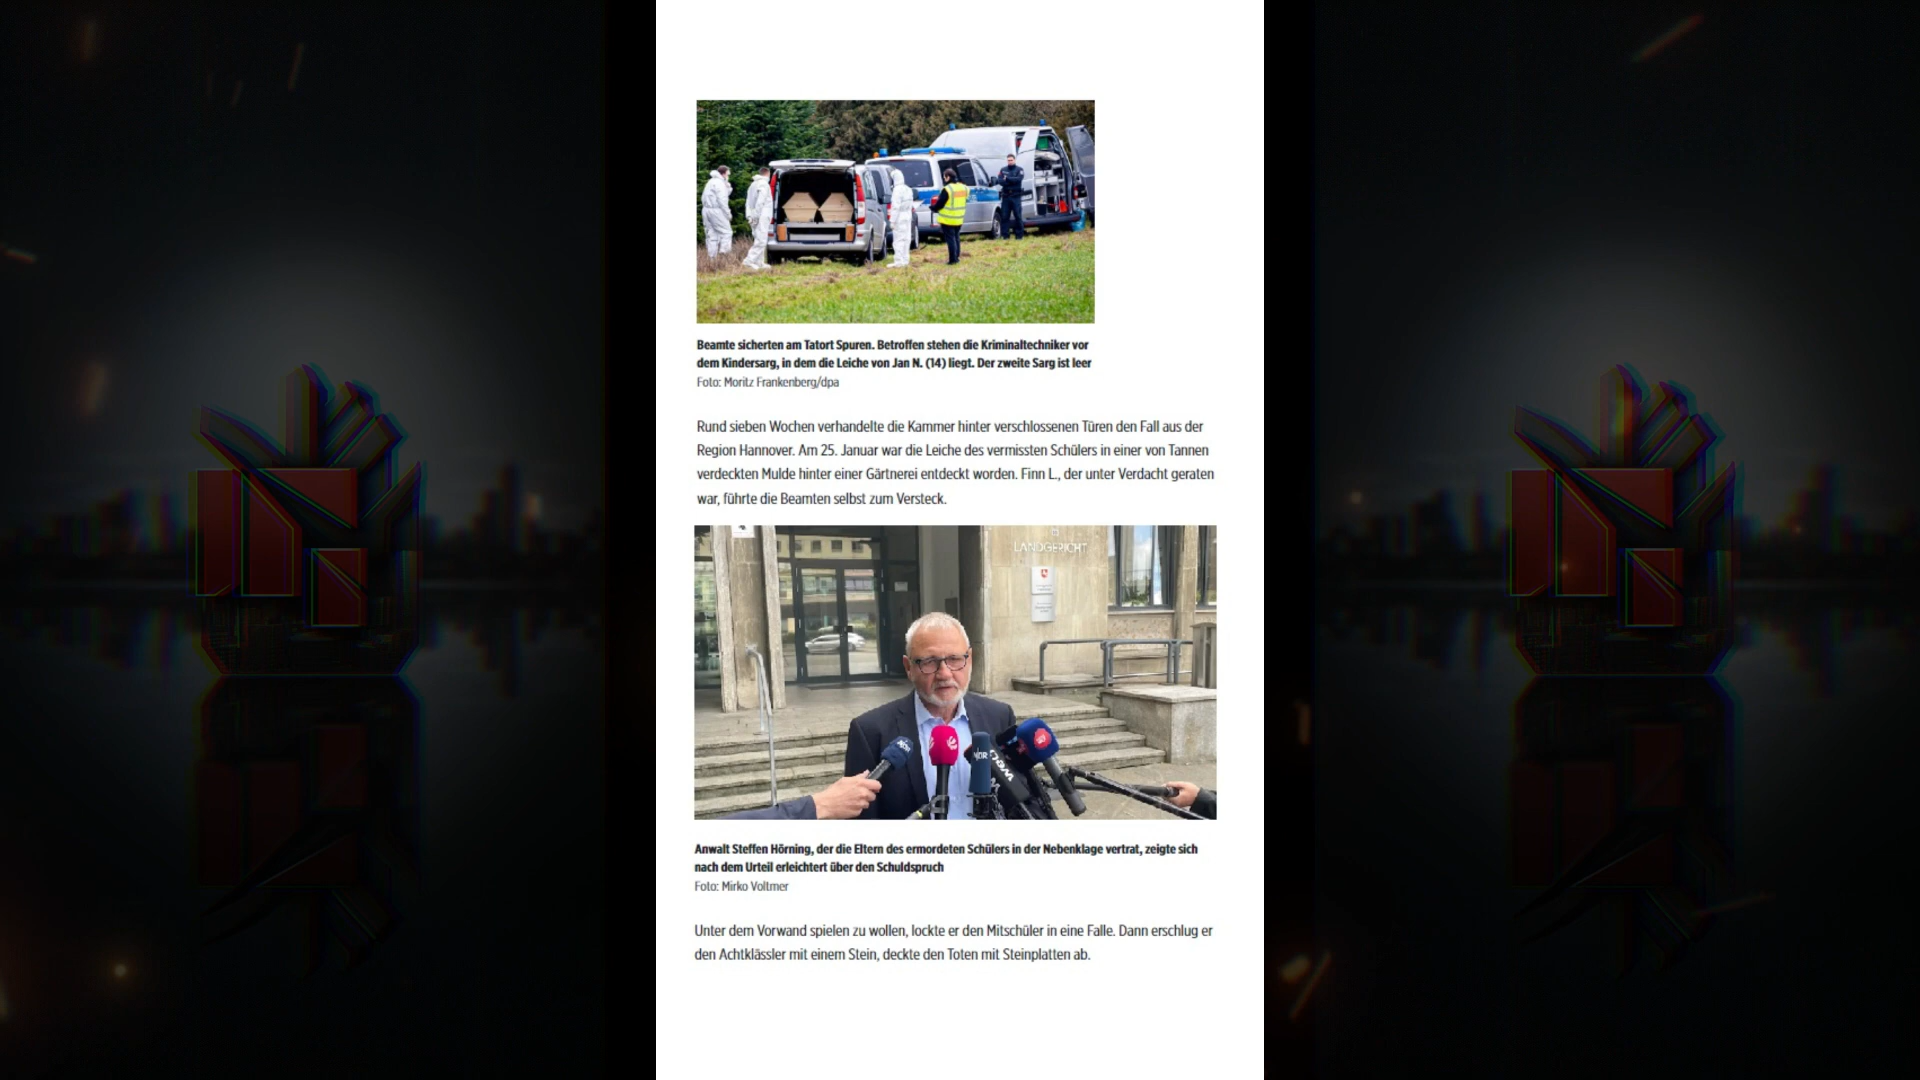 Beamte sicherten am Tatort Spuren. Betroffen stehen die Kriminaltechniker vor
dem Kindersarg, in dem die Leiche von Jan N. (14) liegt. Der zweite Sarg ist leer
Foto: Moritz Frankenberg/dpa
Rund sieben Wochen verhandelte die Kammer hinter verschlossenen Türen den Fall aus der
Region Hannover. Am 25. Januar war die Leiche des vermissten Schülers in einer von Tannen
verdeckten Mulde hinter einer Gärtnerei entdeckt worden. Finn L., der unter Verdacht geraten
war, führte die Beamten selbst zum Versteck.
LANDGERICHT
NDR
NDR
Anwalt Steffen Hörning, der die Eltern des ermordeten Schülers in der Nebenklage vertrat, zeigte sich
nach dem Urteil erleichtert über den Schuldspruch
Foto: Mirko Voltmer
Unter dem Vorwand spielen zu wollen, lockte er den Mitschüler in eine Falle. Dann erschlug er
den Achtklässler mit einem Stein, deckte den Toten mit Steinplatten ab.